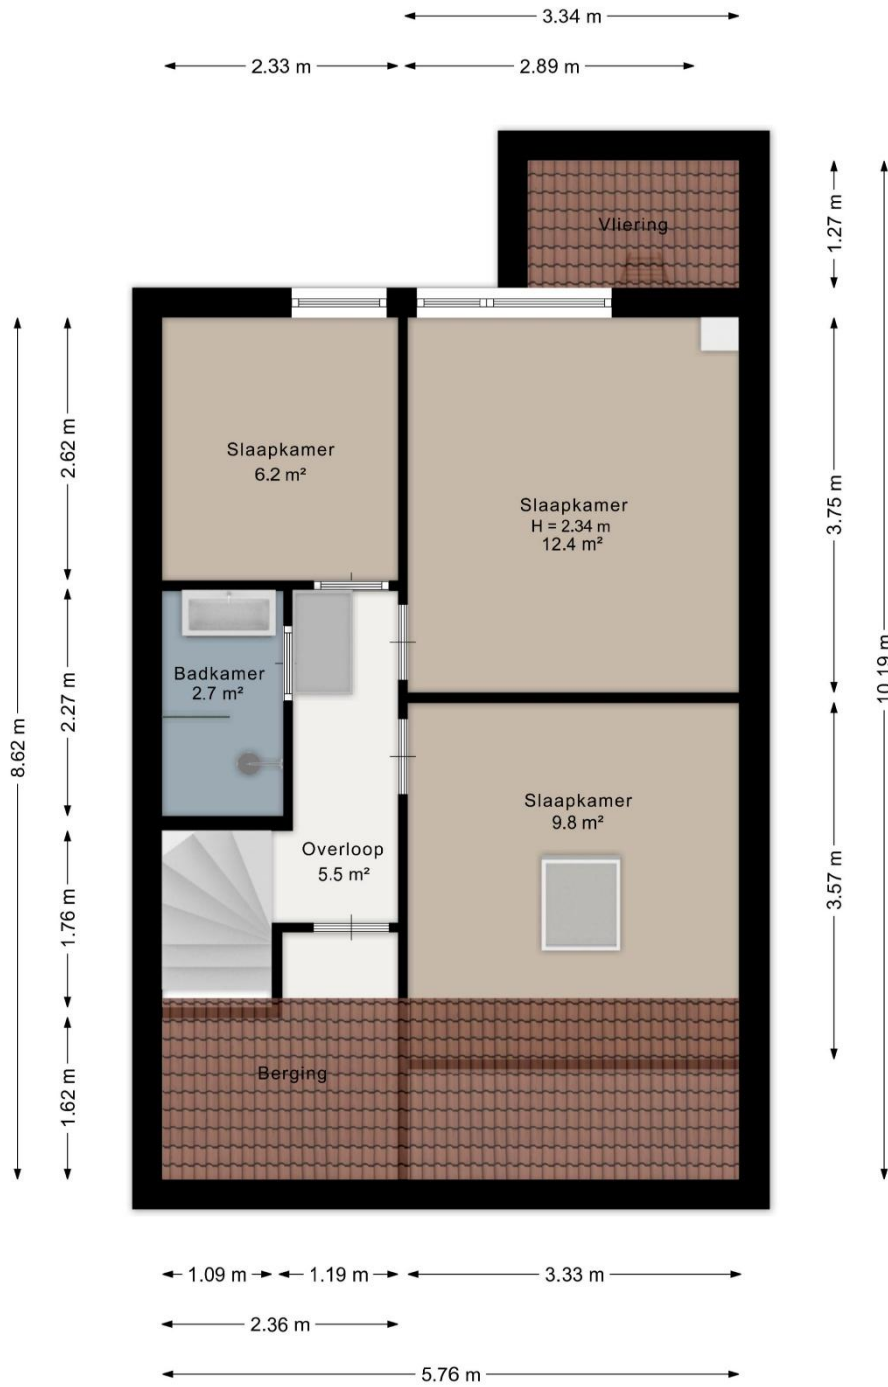 3.34 m
2.33 m
2.89 m
Vliering
1.27 m
2.62 m
Slaapkamer
6.2 m²
Slaapkamer
H = 2.34 m
12.4 m²
3.75 m
10.19 m
Badkamer
2.7 m²
2.27 m
8.62 m
Slaapkamer
9.8 m²
Overloop
5.5 m²
3.57 m
1.76 m
Berging
1.62 m
1.09 m
1.19 m
3.33 m
2.36 m
5.76 m